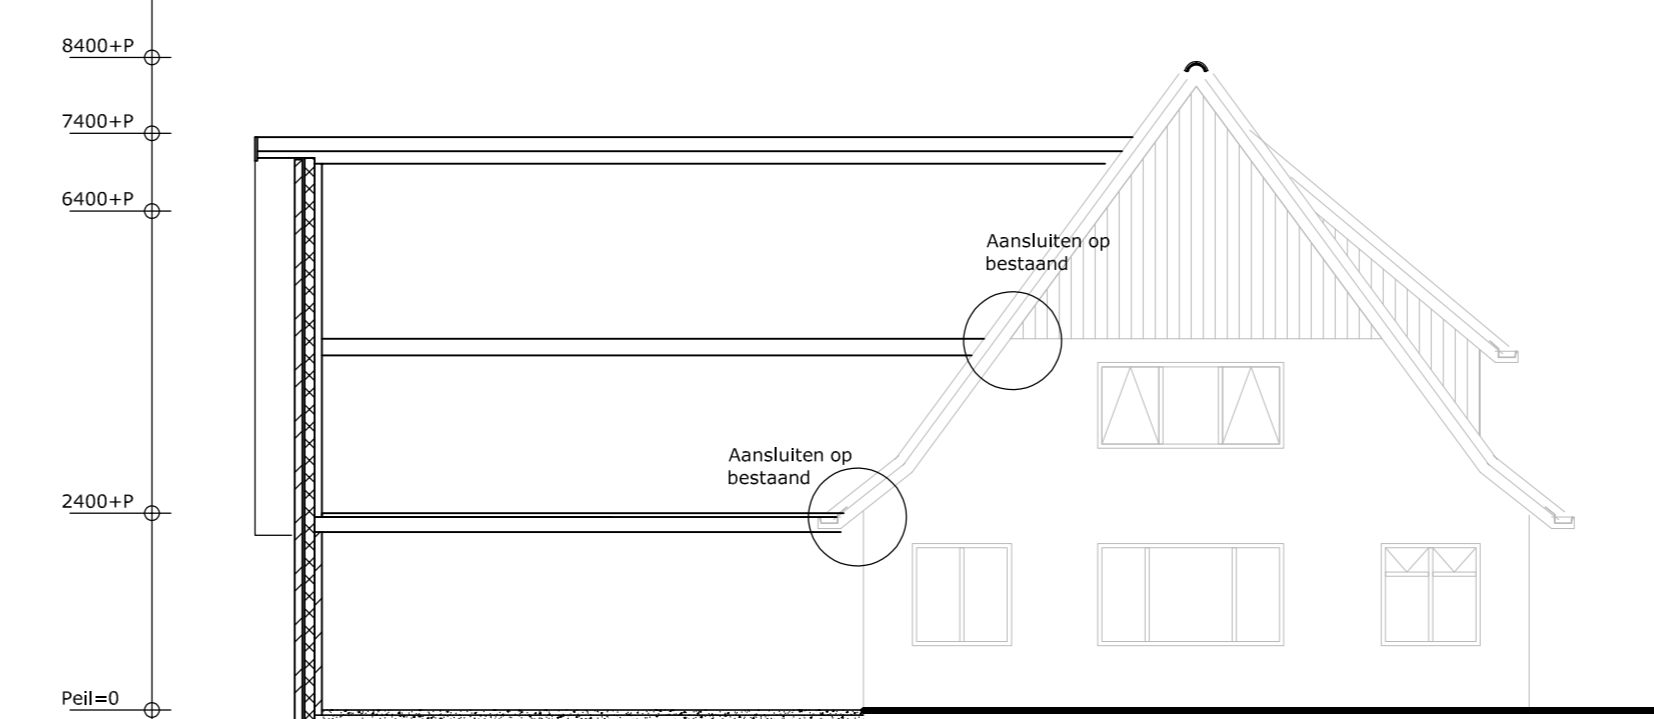 8400+P
7400+P
6400+P
Aansluiten op
bestaand
Aansluiten op
bestaand
2400+P
Peil=0